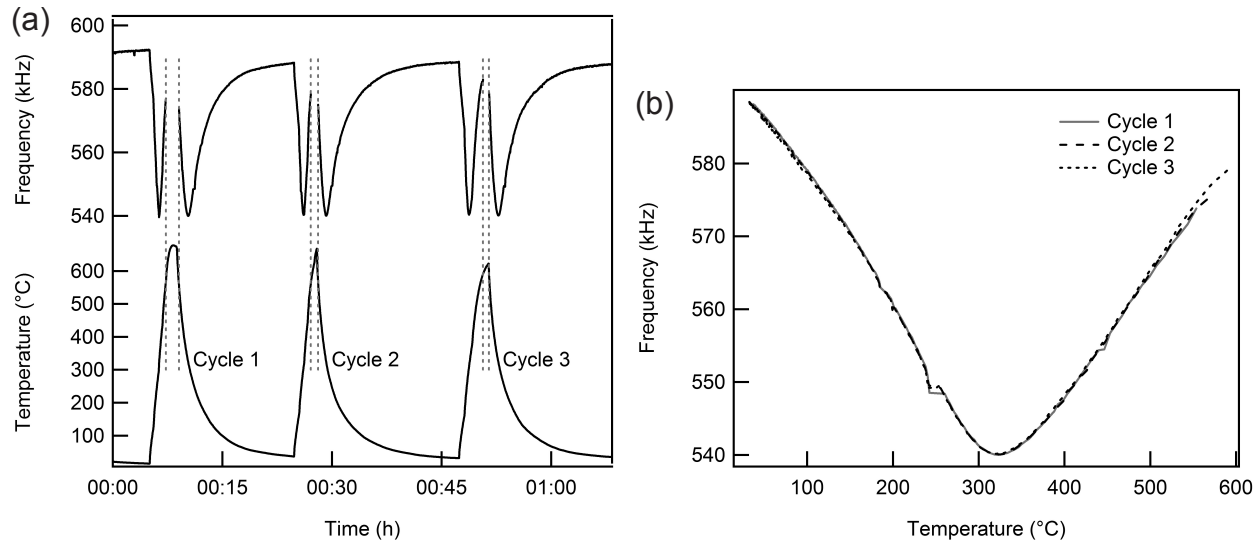 (a)
600
580
560
540
Frequency (kHz)
600
500
400
300
200
100
Temperature (°C)
Cycle 1
Cycle 2
Cycle 3
00:00
00:15
00:30
00:45
01:00
Time (h)
(b)
580
570
560
550
540
Frequency (kHz)
Cycle 1
Cycle 2
Cycle 3
100
200
300
400
500
600
Temperature (°C)